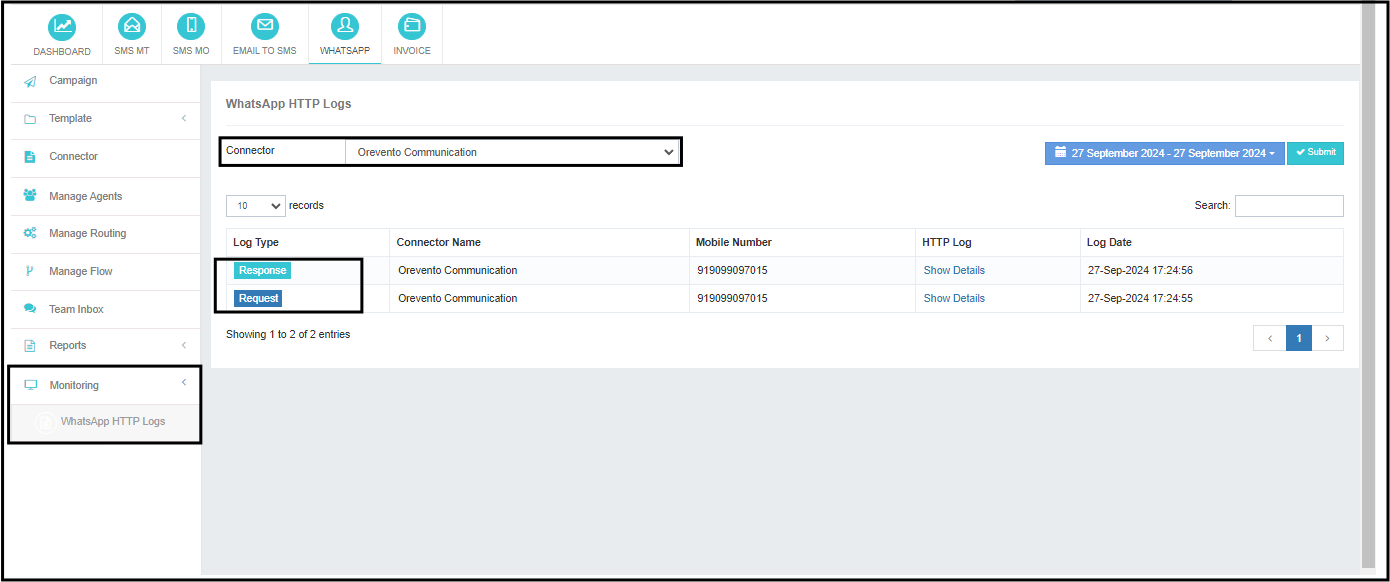 DASHBOARD SMS MT SMS MO EMAIL TO SMS WHATSAPP INVOICE
Campaign
Template
Connector
Manage Agents
Manage Routing
Manage Flow
Team Inbox
Reports
Monitoring
WhatsApp HTTP Logs
WhatsApp HTTP Logs
Connector Orevento Communication
27 September 2024 - 27 September 2024 Submit
10 records Search:
Log Type Connector Name Mobile Number HTTP Log Log Date
Response Orevento Communication 919099097015 Show Details 27-Sep-2024 17:24:56
Request Orevento Communication 919099097015 Show Details 27-Sep-2024 17:24:55
Showing 1 to 2 of 2 entries ‹ 1 ›